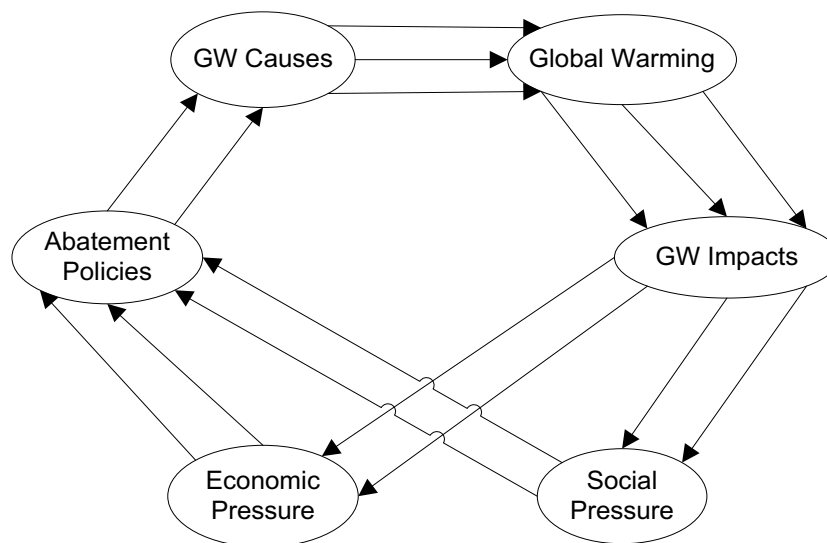 GW Causes
Global Warming
Abatement
Policies
GW Impacts
Economic
Pressure
Social
Pressure